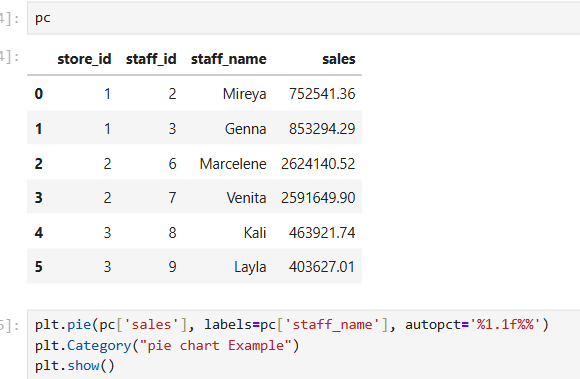 4]: pc
4]:
store_id staff_id staff_name sales
0 1 2 Mireya 752541.36
1 1 3 Genna 853294.29
2 2 6 Marcelene 2624140.52
3 2 7 Venita 2591649.90
4 3 8 Kali 463921.74
5 3 9 Layla 403627.01
5]: plt.pie(pc['sales'], labels=pc['staff_name'], autopct='%1.1f%%')
plt.Category("pie chart Example")
plt.show()